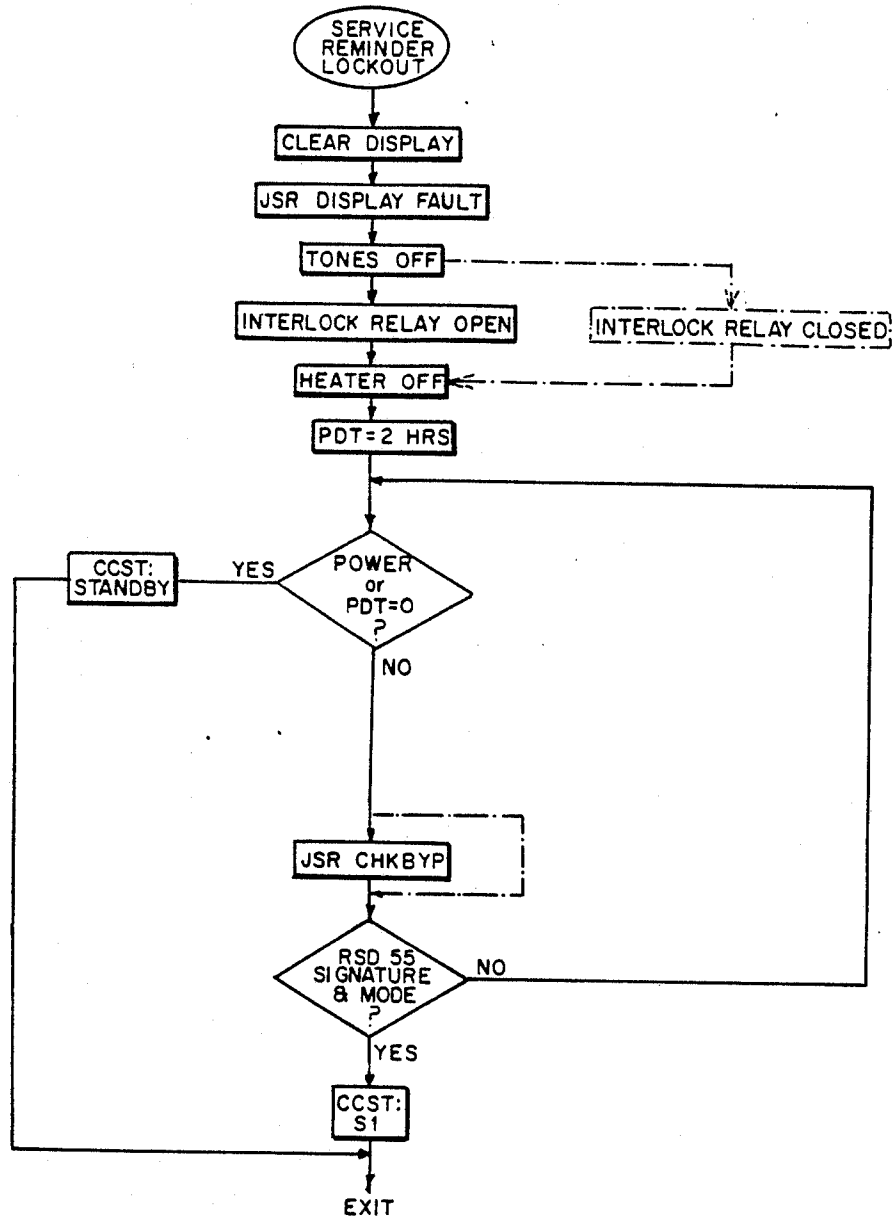 SERVICE
REMINDER
LOCKOUT
CLEAR DISPLAY
JSR DISPLAY FAULT
TONES OFF
INTERLOCK RELAY OPEN
INTERLOCK RELAY CLOSED
HEATER OFF
PDT=2 HRS
CCST:
STANDBY
YES
POWER
or
PDT=0
?
NO
JSR CHKBYP
RSD 55
SIGNATURE
& MODE
?
NO
YES
CCST:
S1
EXIT